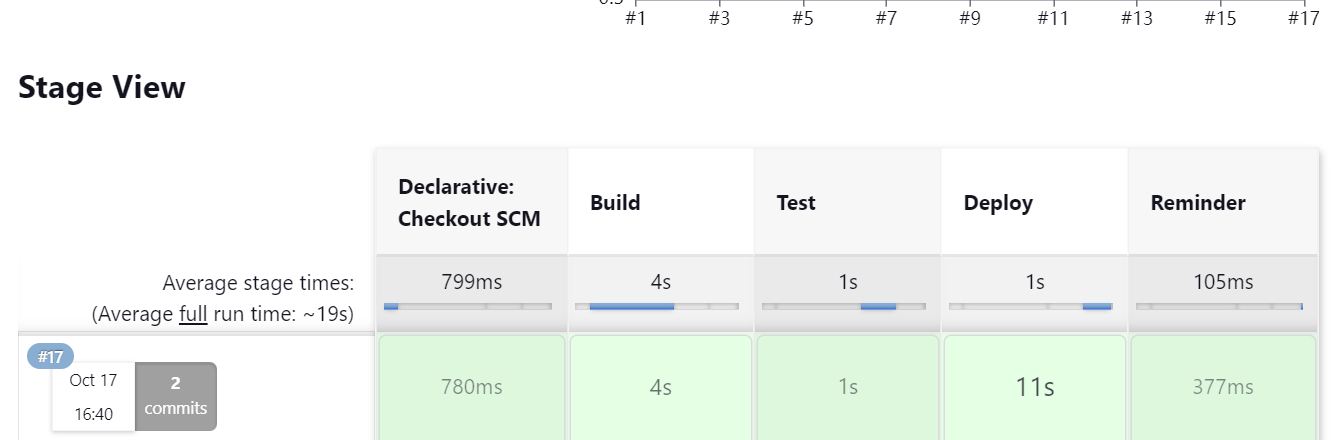 #1 #3 #5 #7 #9 #11 #13 #15 #17
Stage View
Declarative:
Checkout SCM
Build
Test
Deploy
Reminder
Average stage times:
(Average full run time: ~19s)
799ms
4s
1s
1s
105ms
#17
Oct 17
16:40
2
commits
780ms
4s
1s
11s
377ms